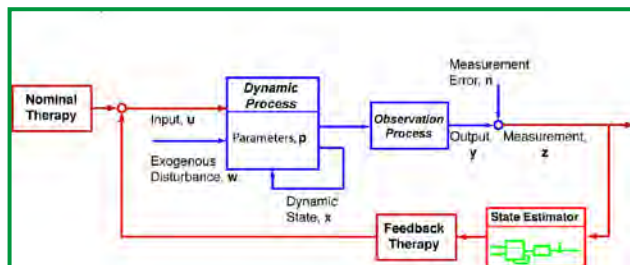 Nominal
Therapy
Input, u
Exogenous
Disturbance, w
Dynamic
Process
Parameters, p
Dynamic
State, x
Observation
Process
Measurement
Error, n
Output,
y
Measurement,
z
Feedback
Therapy
State Estimator